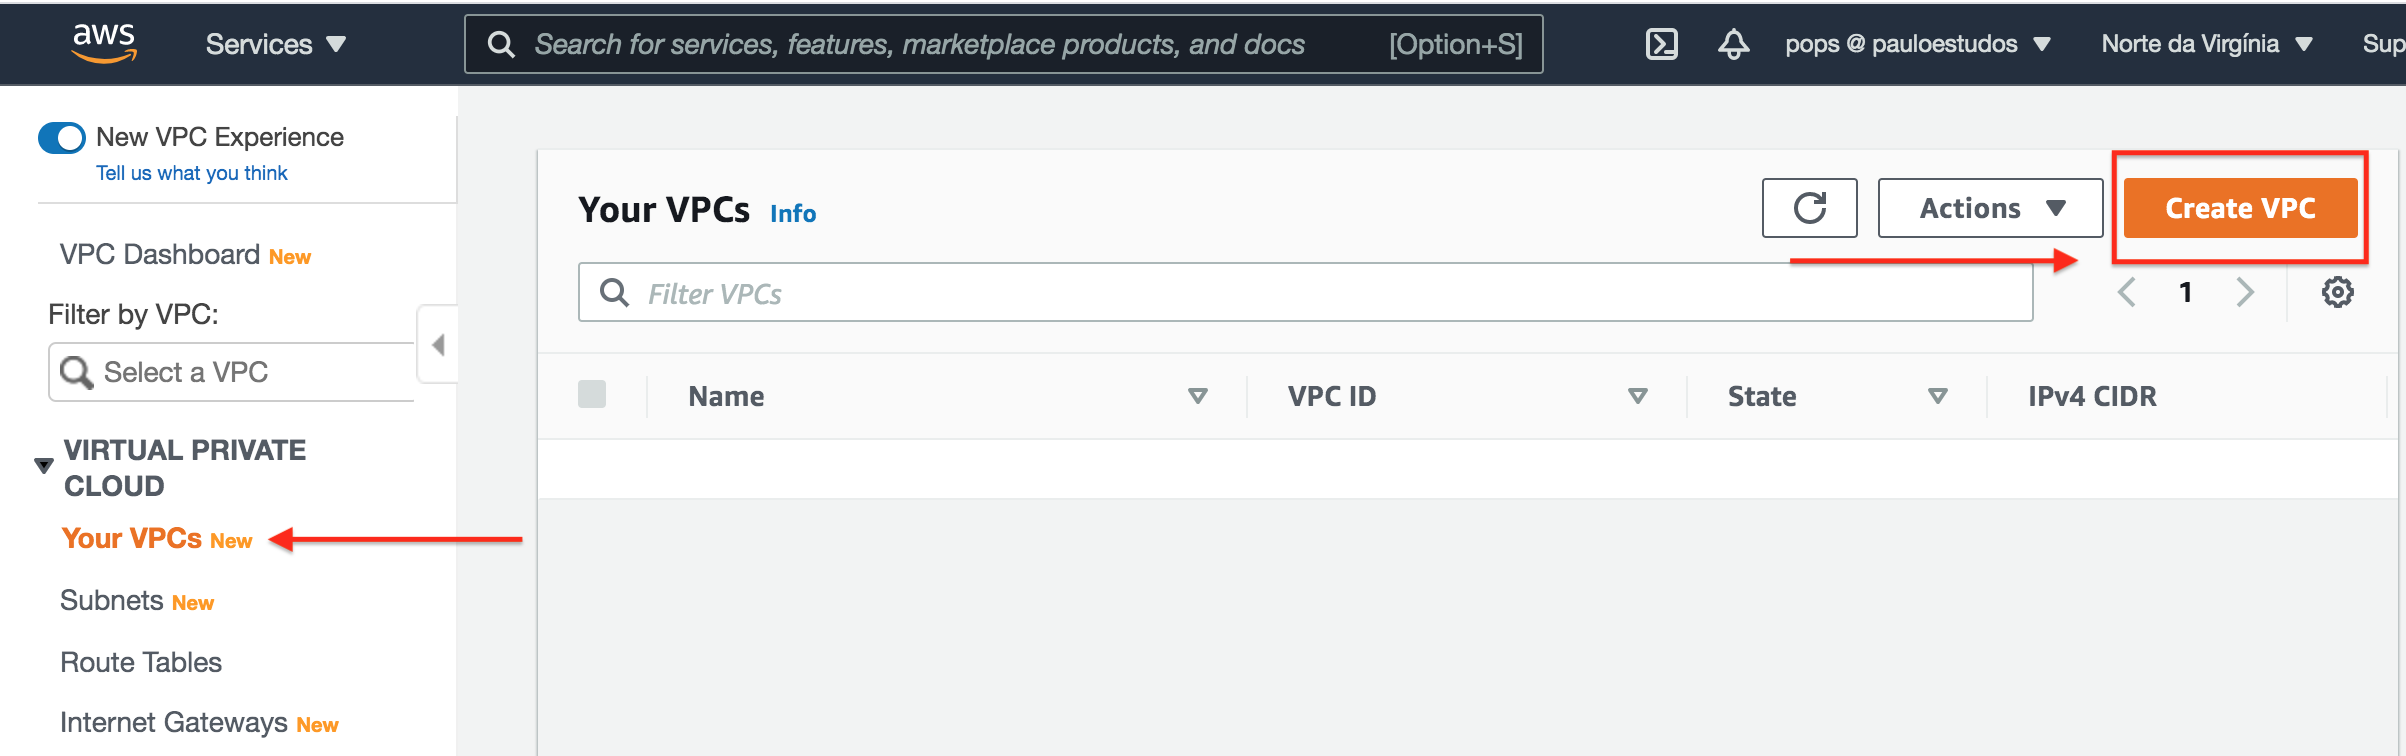 aws
Services
Search for services, features, marketplace products, and docs [Option+S]
pops @ pauloestudos
Norte da Virgínia
Sup
New VPC Experience
Tell us what you think
VPC Dashboard New
Filter by VPC:
Select a VPC
VIRTUAL PRIVATE
CLOUD
Your VPCs New
Subnets New
Route Tables
Internet Gateways New
Your VPCs Info
Actions
Create VPC
Filter VPCs
1
Name VPC ID State IPv4 CIDR